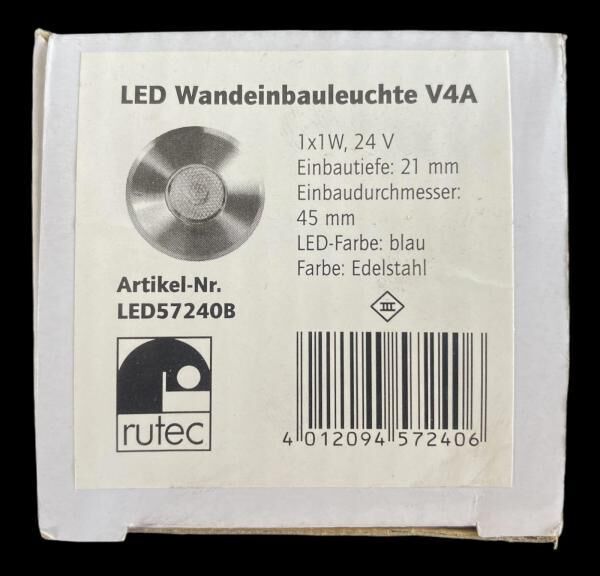 LED Wandeinbauleuchte V4A
1x1W, 24 V
Einbautiefe: 21 mm
Einbaudurchmesser:
45 mm
LED-Farbe: blau
Farbe: Edelstahl
Artikel-Nr.
LED57240B
III
rutec
4 012094 572406